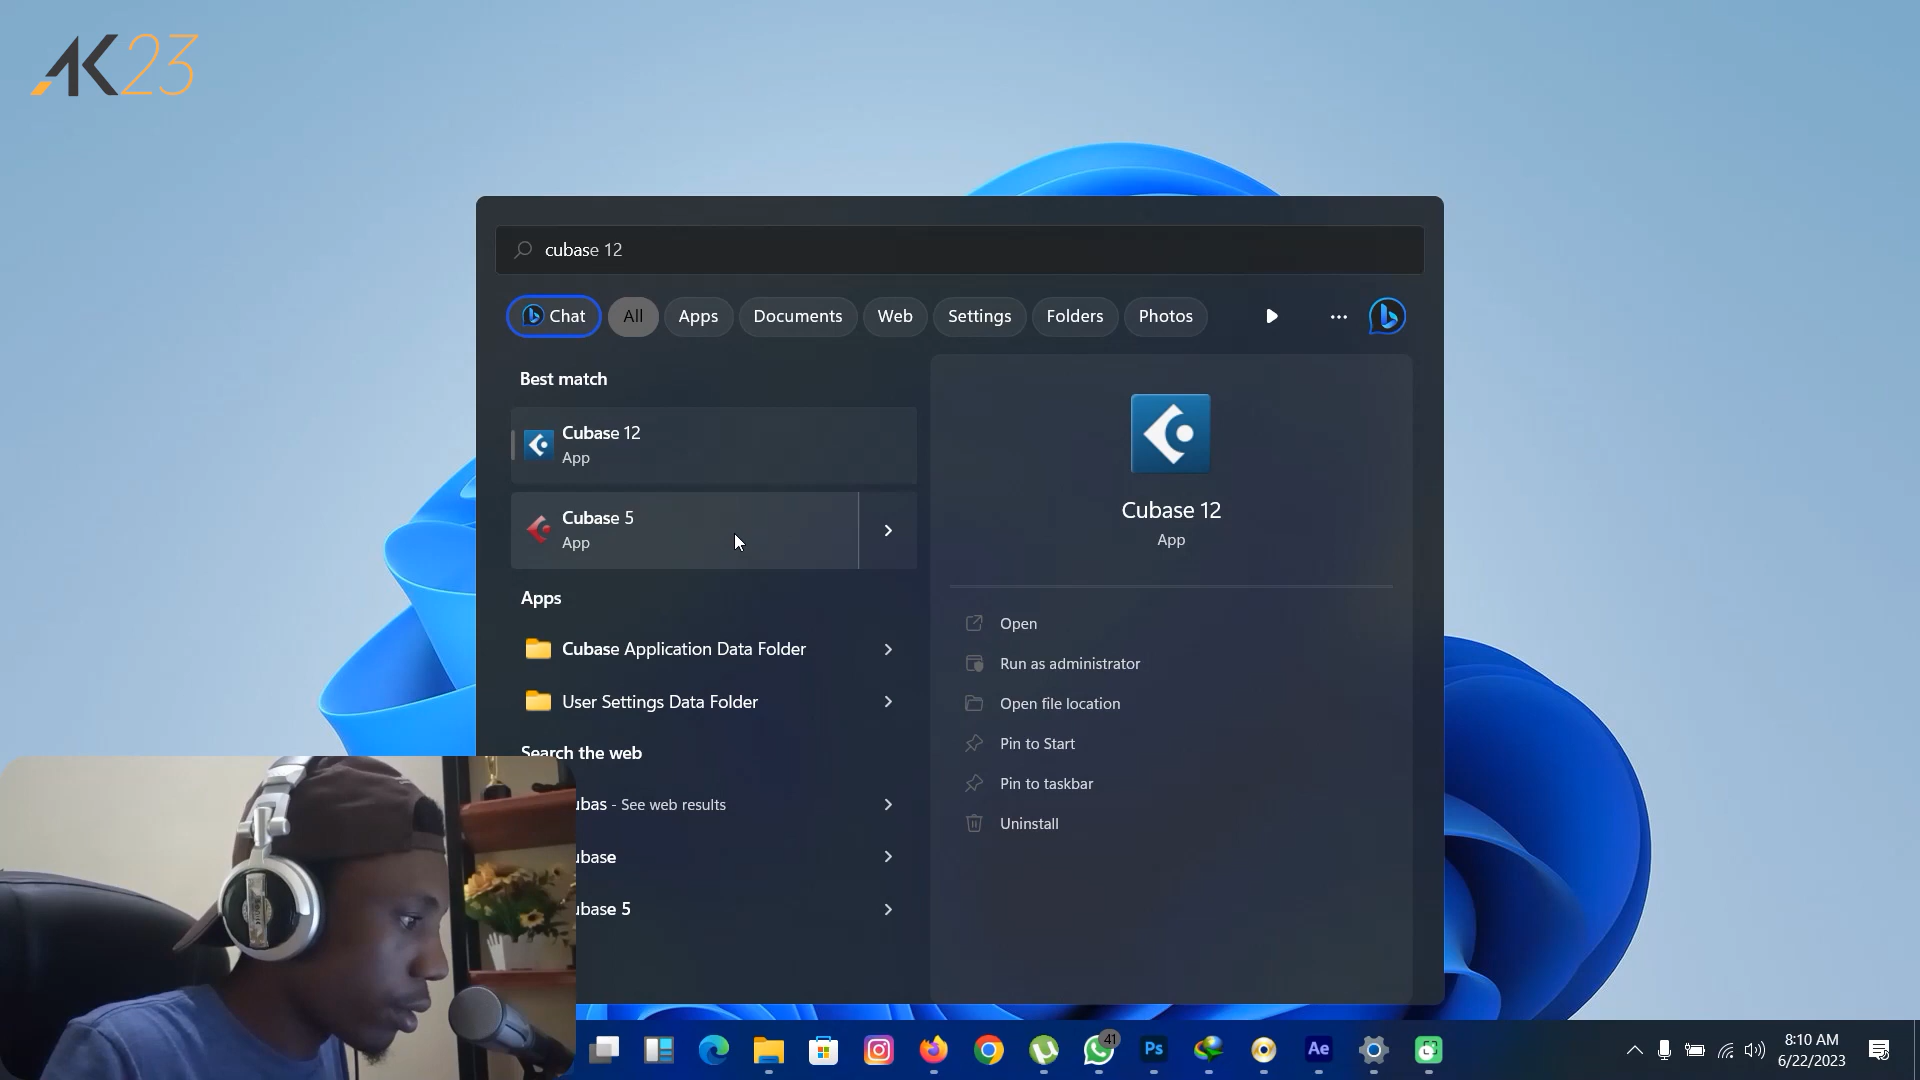 AK23
cubase 12
Chat
All
Apps
Documents
Web
Settings
Folders
Photos
Best match
Cubase 12
App
Cubase 5
App
Apps
Cubase Application Data Folder
User Settings Data Folder
Search the web
ubas - See web results
ubase
ubase 5
Cubase 12
App
Open
Run as administrator
Open file location
Pin to Start
Pin to taskbar
Uninstall
41
Ps
Ae
8:10 AM
6/22/2023